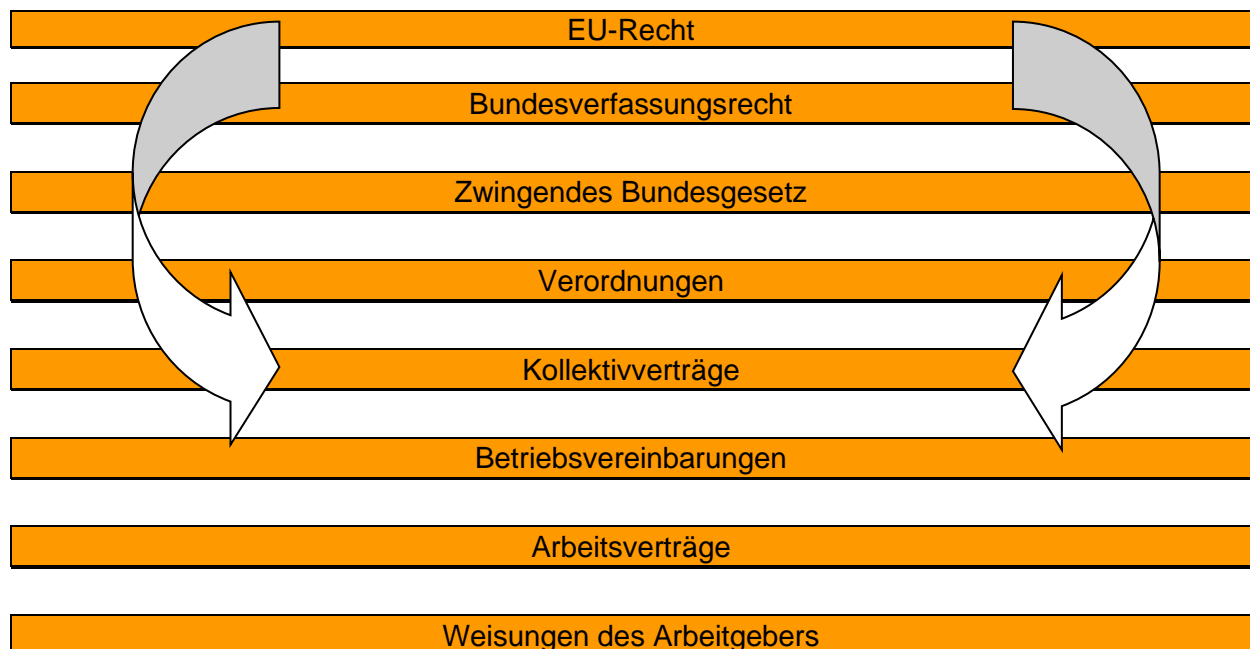 EU-Recht
Bundesverfassungsrecht
Zwingendes Bundesgesetz
Verordnungen
Kollektivverträge
Betriebsvereinbarungen
Arbeitsverträge
Weisungen des Arbeitgebers